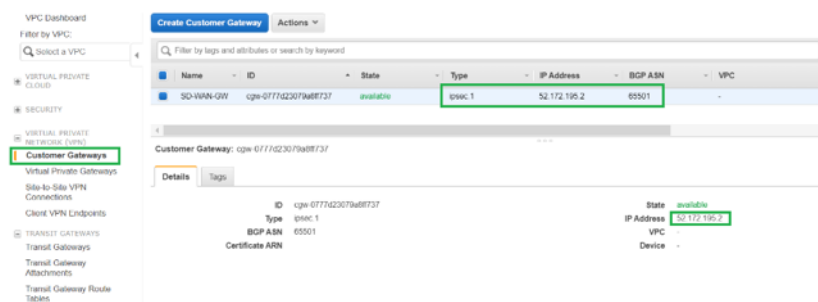 VPC Dashboard
Filter by VPC:
Select a VPC
VIRTUAL PRIVATE
CLOUD
SECURITY
VIRTUAL PRIVATE
NETWORK (VPN)
Customer Gateways
Virtual Private Gateways
Site-to-Site VPN
Connections
Client VPN Endpoints
TRANSIT GATEWAYS
Transit Gateways
Transit Gateway
Attachments
Transit Gateway Route
Tables
Create Customer Gateway Actions
Filter by tags and attributes or search by keyword
Name ID State Type IP Address BGP ASN VPC
SD-WAN-GW cgw-0777d23079a8ff737 available ipsec.1 52.172.195.2 65501 -
Customer Gateway: cgw-0777d23079a8ff737
Details Tags
ID cgw-0777d23079a8ff737 State available
Type ipsec.1 IP Address 52.172.195.2
BGP ASN 65501 VPC -
Certificate ARN Device -